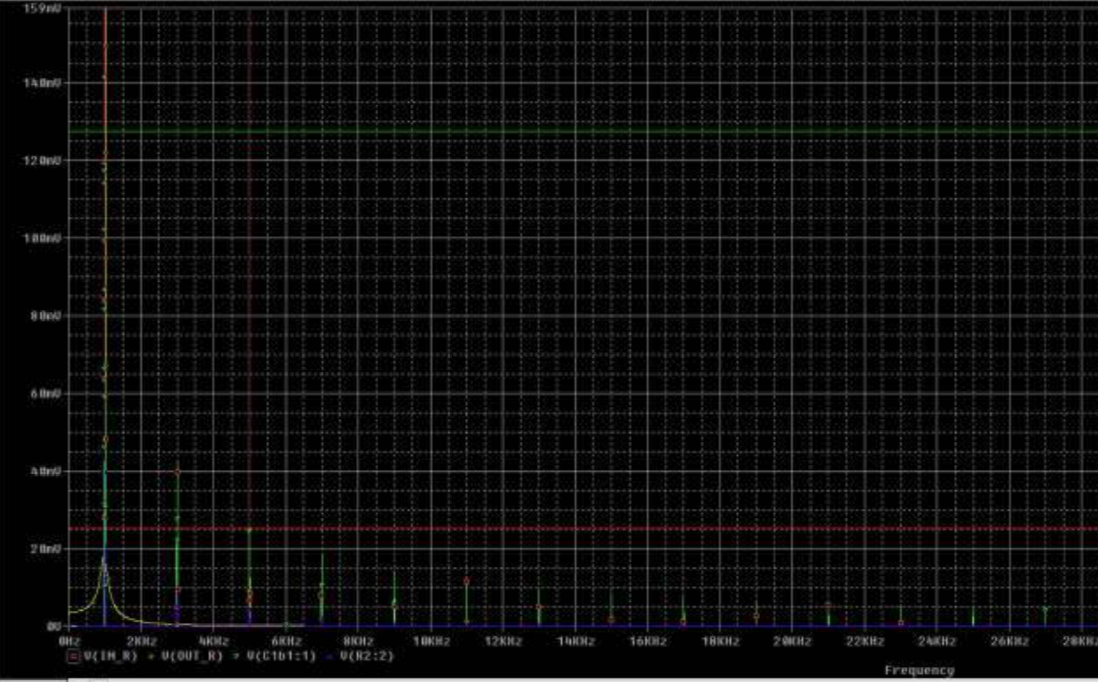 159mV
140mV
120mV
100mV
80mV
60mV
40mV
20mV
0V
0Hz 2KHz 4KHz 6KHz 8KHz 10KHz 12KHz 14KHz 16KHz 18KHz 20KHz 22KHz 24KHz 26KHz 28KHz
V(IN_R) V(OUT_R) V(C1b1:1) V(R2:2)
Frequency